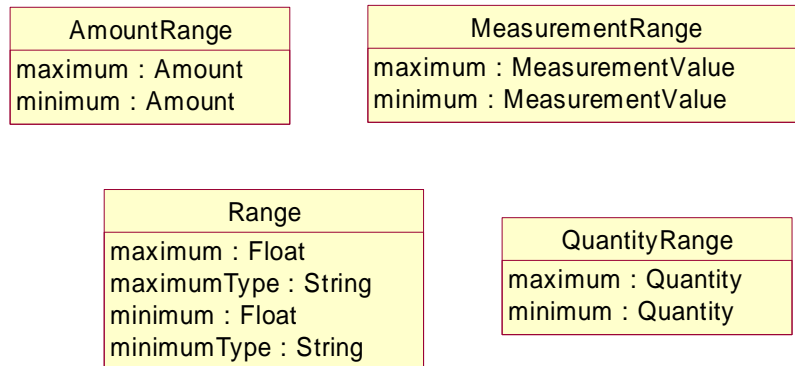 AmountRange
maximum : Amount
minimum : Amount
MeasurementRange
maximum : MeasurementValue
minimum : MeasurementValue
Range
maximum : Float
maximumType : String
minimum : Float
minimumType : String
QuantityRange
maximum : Quantity
minimum : Quantity